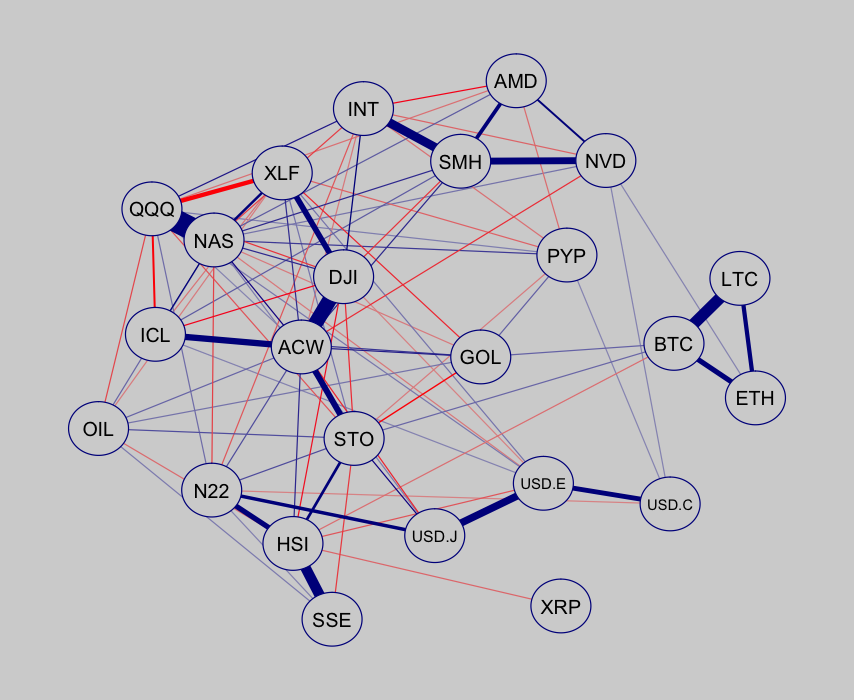 AMD
INT
SMH
NVD
XLF
QQQ
NAS
PYP
DJI
LTC
ICL
ACW
BTC
GOL
ETH
OIL
STO
N22
USD.E
USD.C
USD.J
HSI
XRP
SSE